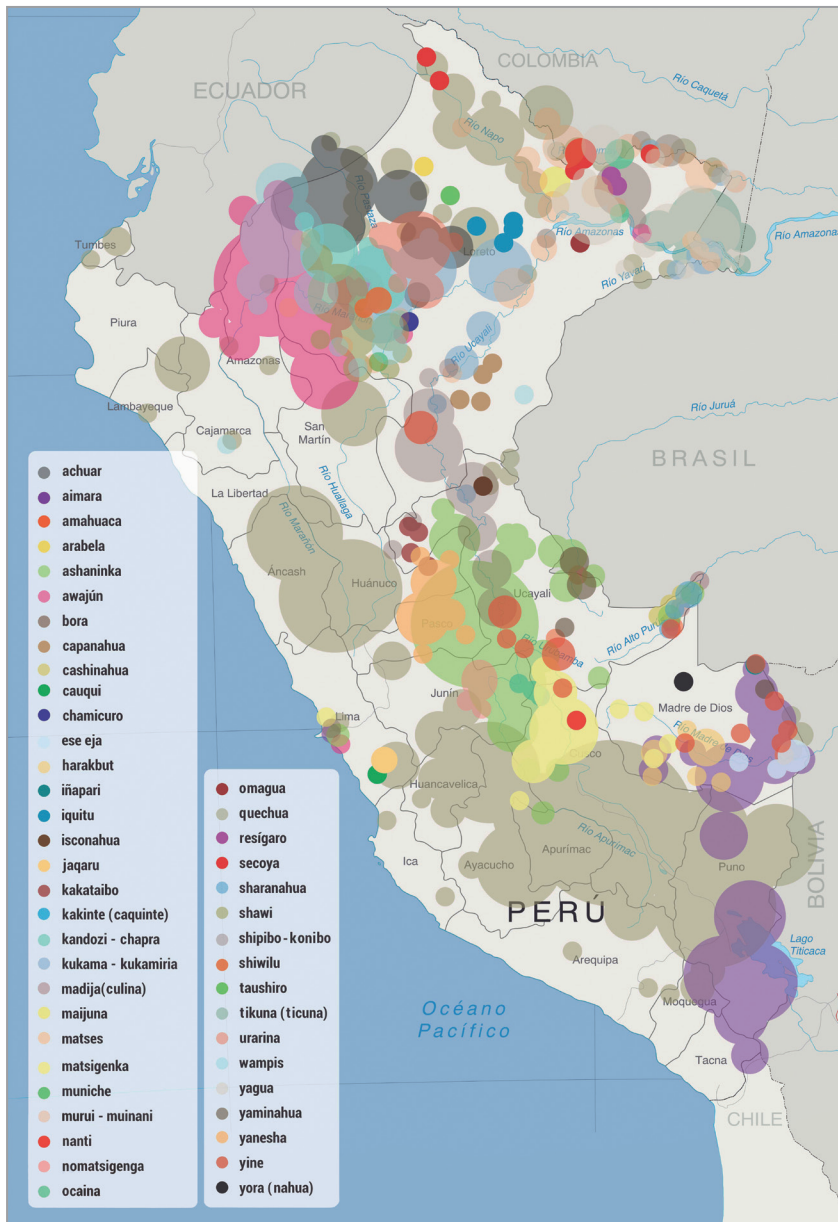 COLOMBIA
ECUADOR
Río Caquetá
Río Napo
Río Pastaza
Tumbes
Río Amazonas
Río Amazonas
Loreto
Río Yavarí
Piura
Río Ucayali
Amazonas
Río Juruá
Lambayeque
Cajamarca
San
Martín
BRASIL
La Libertad
Río Huallaga
Río Marañón
Áncash
Huánuco
Ucayali
Pasco
Río Urubamba
Río Alto Purús
Junín
Madre de Dios
Lima
Río Madre de Dios
Cusco
Huancavelica
Río Apurímac
Ica
Ayacucho
Apurímac
Puno
BOLIVIA
PERÚ
Lago
Titicaca
Arequipa
Océano
Pacífico
Moquegua
Tacna
CHILE
achuar
aimara
amahuaca
arabela
ashaninka
awajún
bora
capanahua
cashinahua
cauqui
chamicuro
ese eja
harakbut
iñapari
iquitu
isconahua
jaqaru
kakataibo
kakinte (caquinte)
kandozi - chapra
kukama - kukamiria
madija(culina)
maijuna
matses
matsigenka
muniche
murui - muinani
nanti
nomatsigenga
ocaina
omagua
quechua
resígaro
secoya
sharanahua
shawi
shipibo-konibo
shiwilu
taushiro
tikuna (ticuna)
urarina
wampis
yagua
yaminahua
yanesha
yine
yora (nahua)